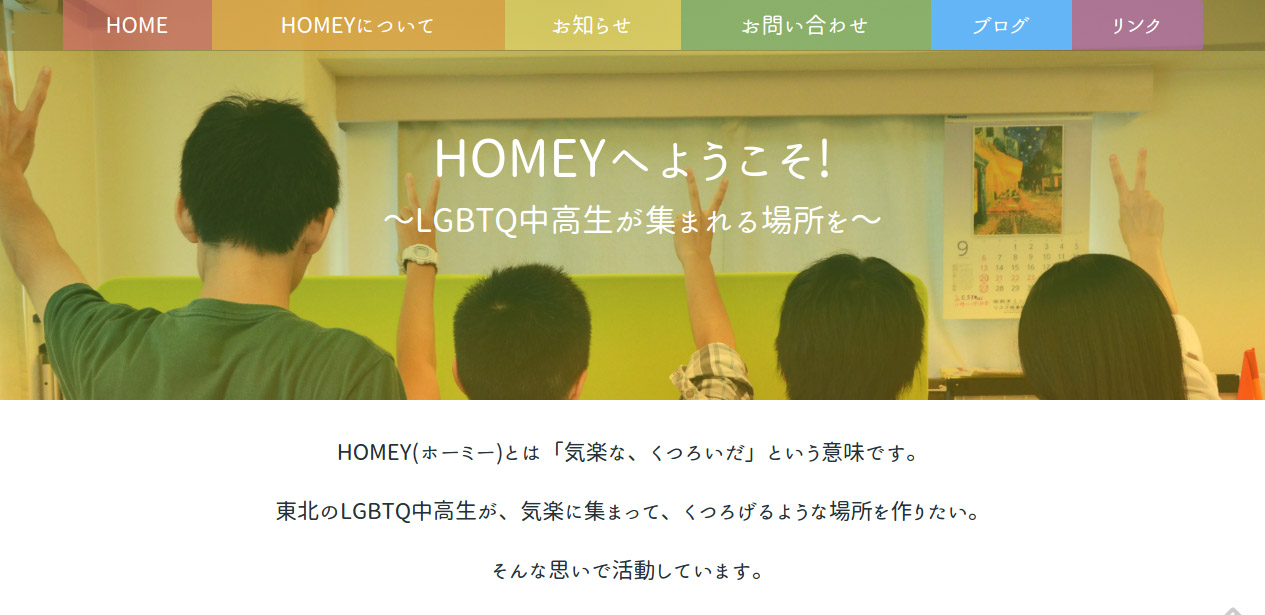 HOME
HOMEYについて
お知らせ
お問い合わせ
ブログ
リンク
HOMEYへようこそ!
〜LGBTQ中高生が集まれる場所を〜
9
HOMEY(ホーミー)とは「気楽な、くつろいだ」という意味です。
東北のLGBTQ中高生が、気楽に集まって、くつろげるような場所を作りたい。
そんな思いで活動しています。